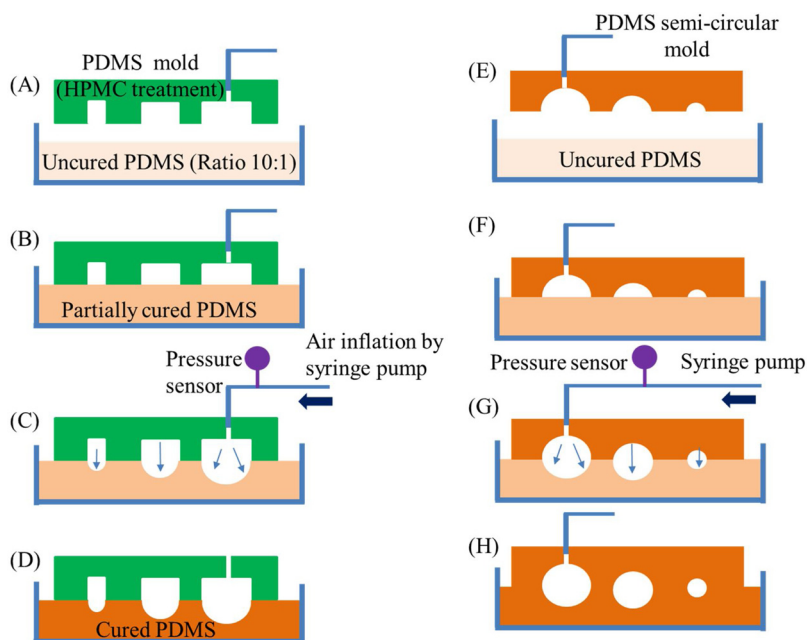 (A)
PDMS mold
(HPMC treatment)
Uncured PDMS (Ratio 10:1)
(B)
Partially cured PDMS
(C)
Pressure
sensor
Air inflation by
syringe pump
(D)
Cured PDMS
(E)
PDMS semi-circular
mold
Uncured PDMS
(F)
(G)
Pressure sensor
Syringe pump
(H)